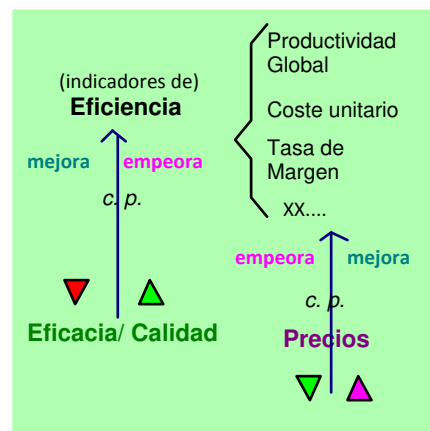 (indicadores de)
Eficiencia
mejora empeora
c. p.
Eficacia/ Calidad
Productividad
Global
Coste unitario
Tasa de
Margen
XX....
empeora mejora
c. p.
Precios